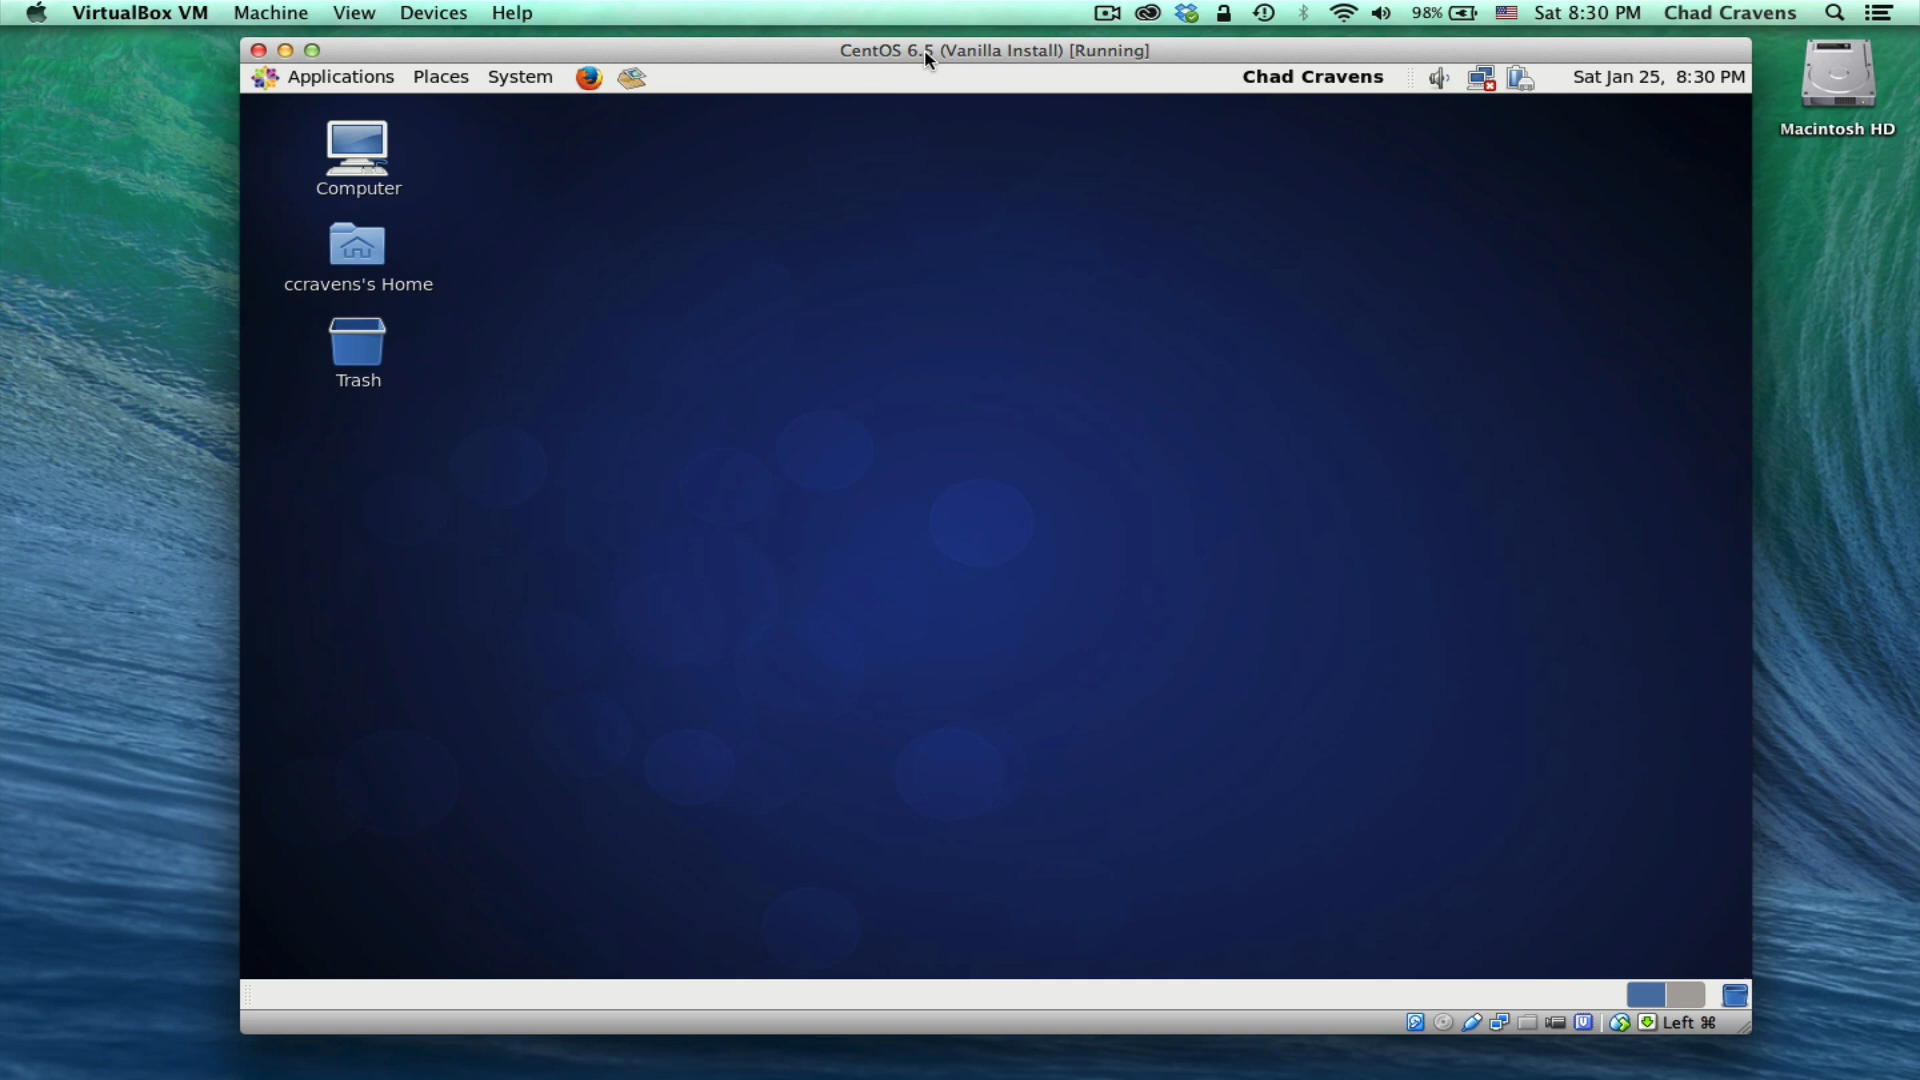 VirtualBox VM Machine View Devices Help 98% Sat 8:30 PM Chad Cravens
CentOS 6.5 (Vanilla Install) [Running]
Applications Places System Chad Cravens Sat Jan 25, 8:30 PM
Macintosh HD
Computer
ccravens's Home
Trash
Left ⌘